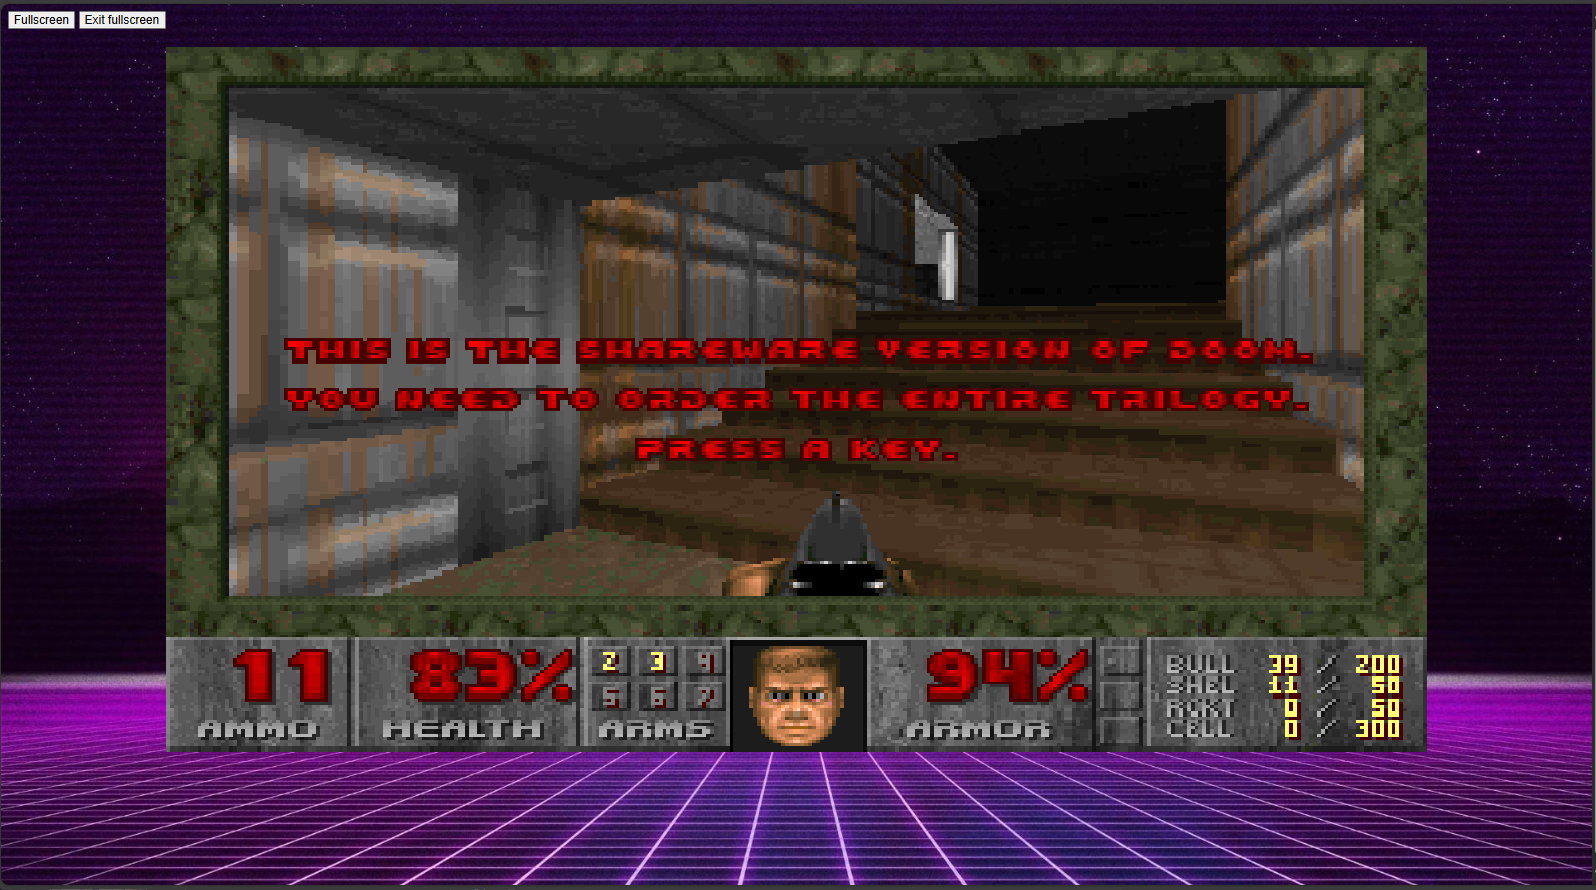 Fullscreen Exit fullscreen
THIS IS THE SHAREWARE VERSION OF DOOM.
YOU NEED TO ORDER THE ENTIRE TRILOGY.
PRESS A KEY.
11 83% 2 3 4 94% BULL 39 / 200
SHEL 11 / 50
5 6 7 RCKT 0 / 50
AMMO HEALTH ARMS ARMOR CELL 0 / 300